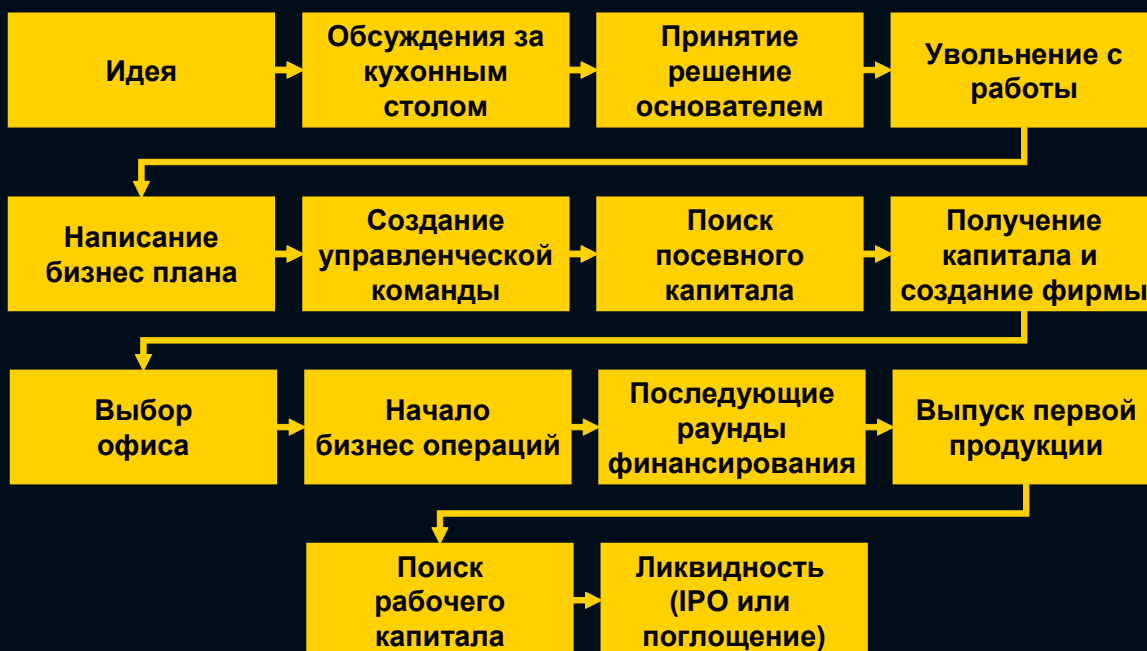 Идея
Обсуждения за
кухонным
столом
Принятие
решение
основателем
Увольнение с
работы
Написание
бизнес плана
Создание
управленческой
команды
Поиск
посевного
капитала
Получение
капитала и
создание фирмы
Выбор
офиса
Начало
бизнес операций
Последующие
раунды
финансирования
Выпуск первой
продукции
Поиск
рабочего
капитала
Ликвидность
(IPO или
поглощение)